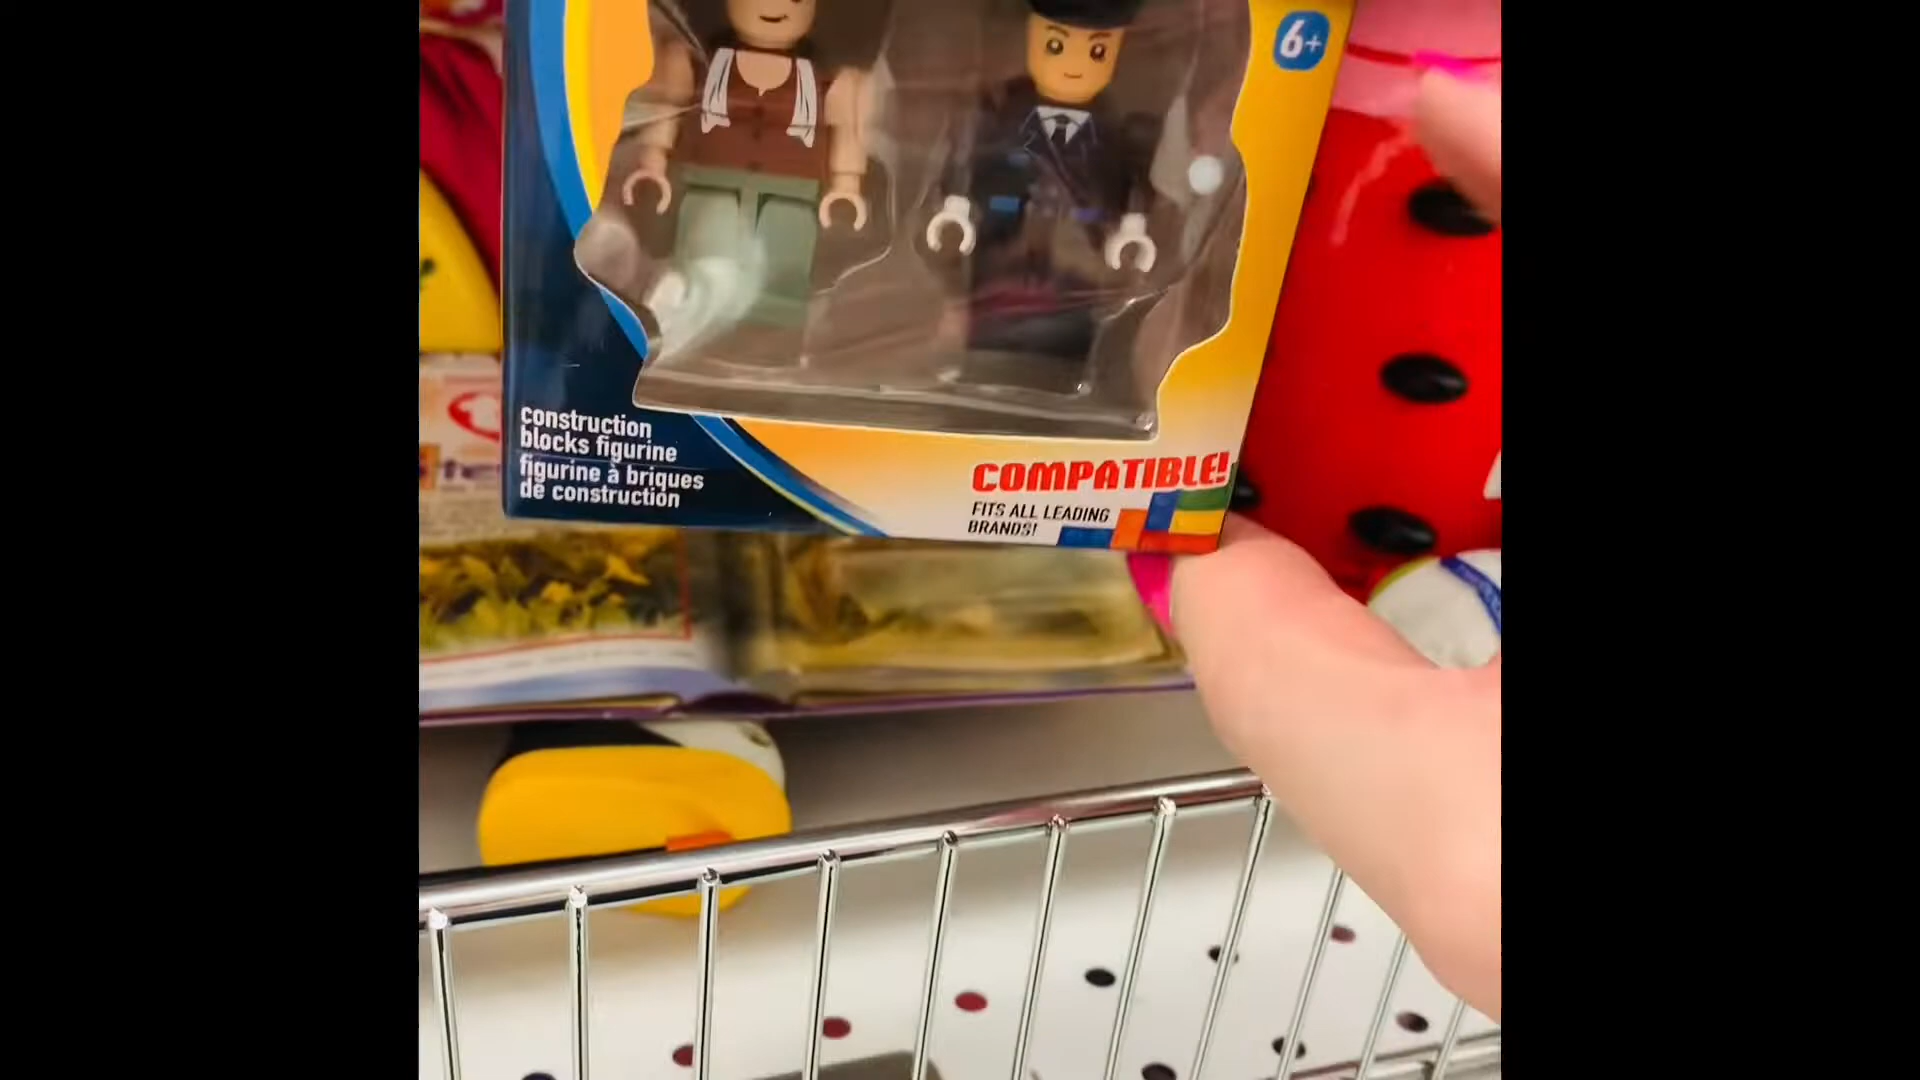 6+
construction
blocks figurine
figurine à briques
de construction
COMPATIBLE!
FITS ALL LEADING
BRANDS!